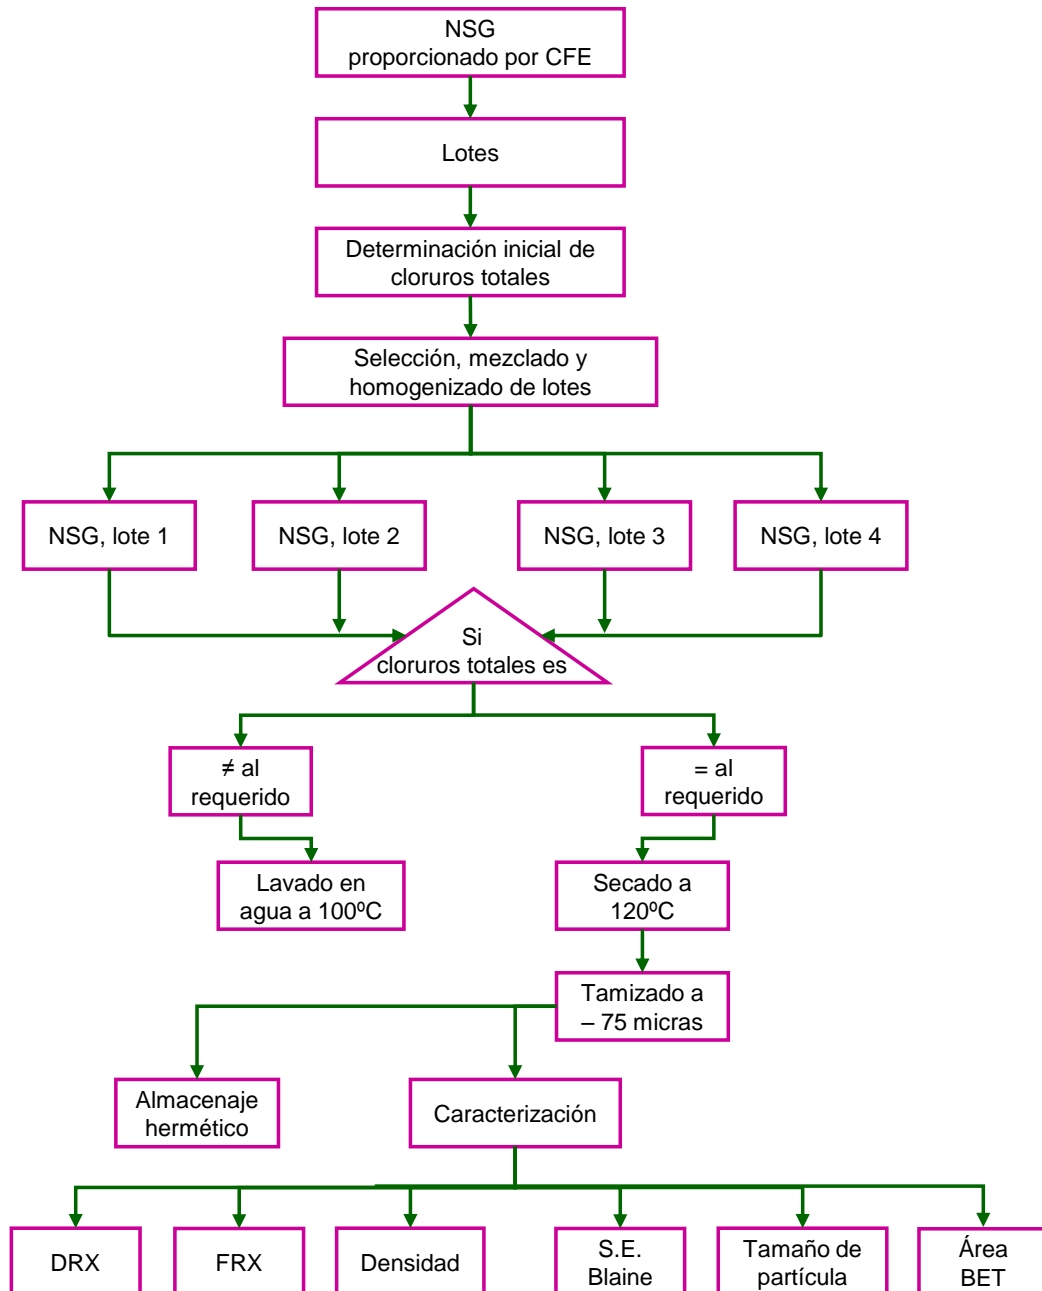 NSG
proporcionado por CFE
Lotes
Determinación inicial de
cloruros totales
Selección, mezclado y
homogenizado de lotes
NSG, lote 1
NSG, lote 2
NSG, lote 3
NSG, lote 4
Si
cloruros totales es
≠ al
requerido
= al
requerido
Lavado en
agua a 100ºC
Secado a
120ºC
Tamizado a
– 75 micras
Almacenaje
hermético
Caracterización
DRX
FRX
Densidad
S.E.
Blaine
Tamaño de
partícula
Área
BET